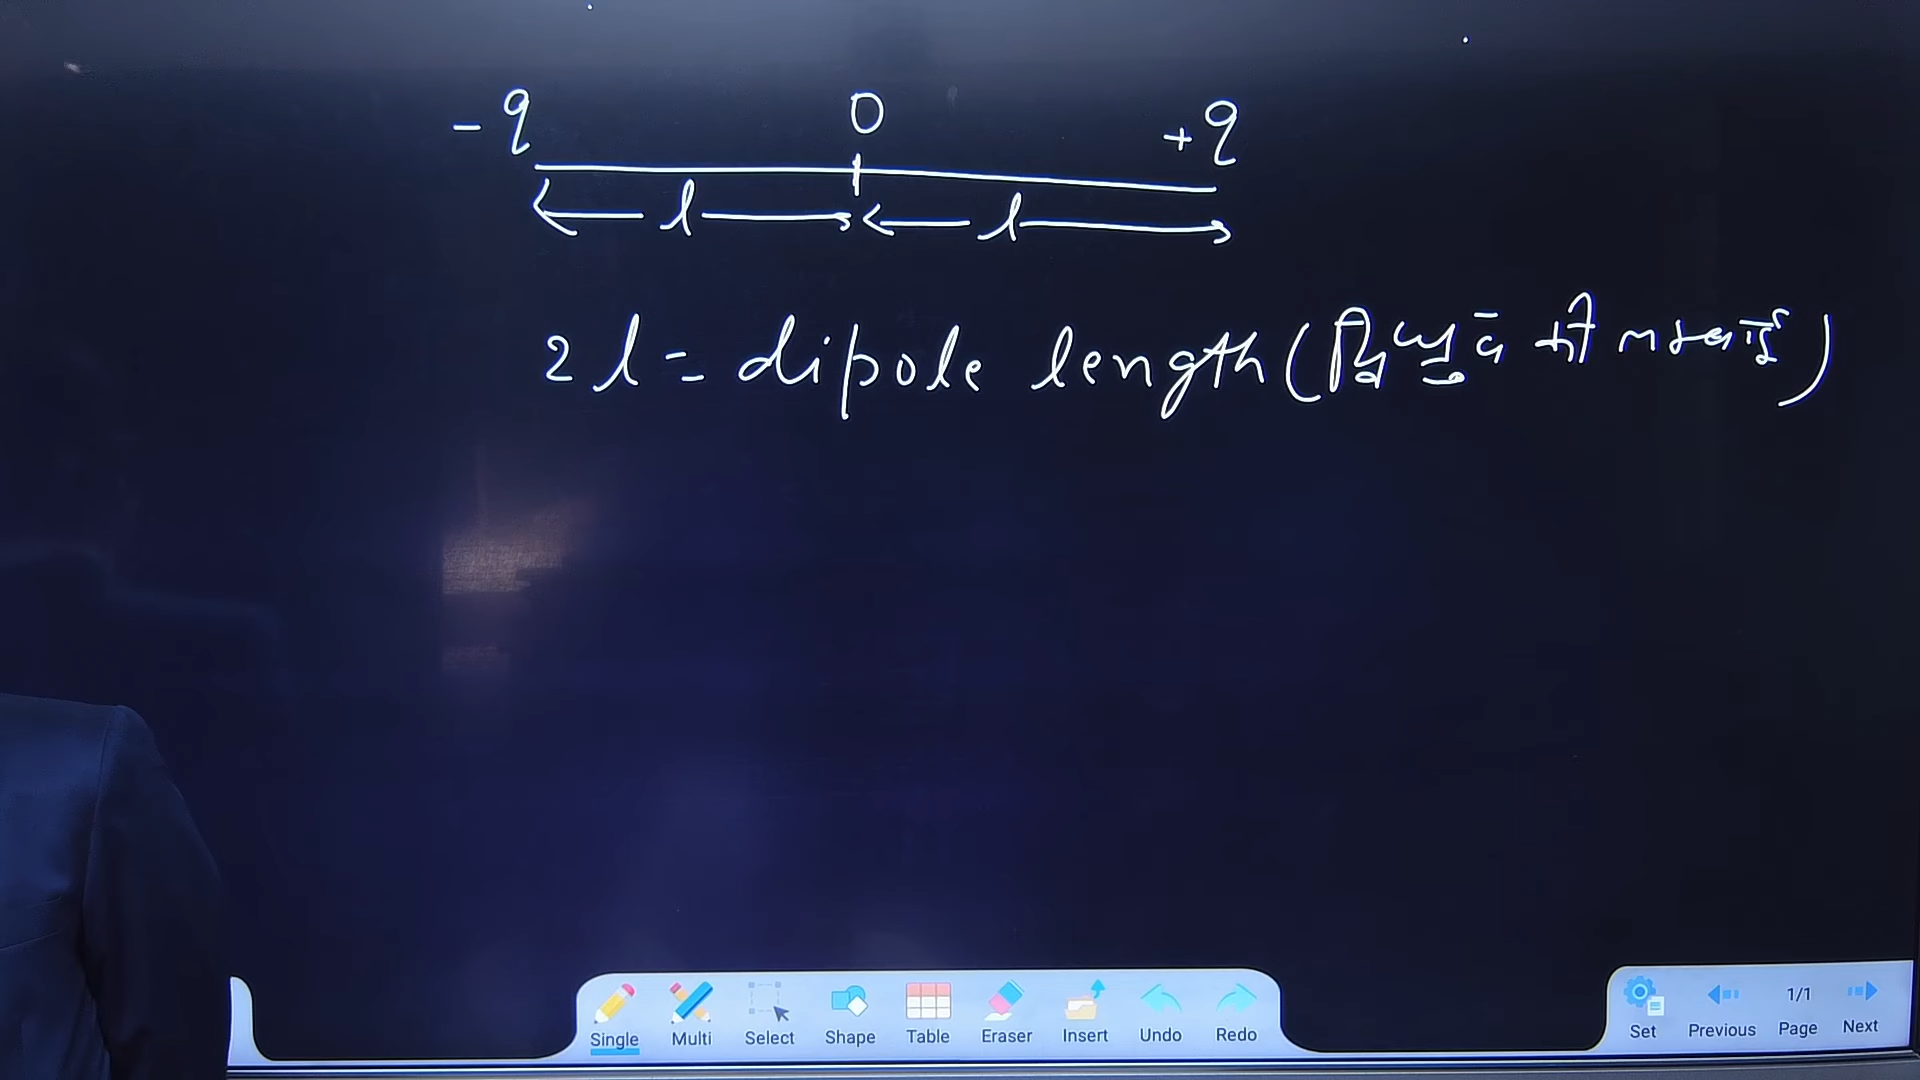 - q 0 + q
l l
2l = dipole length (द्विध्रुव की लम्बाई)
Single Multi Select Shape Table Eraser Insert Undo Redo Set Previous 1/1 Page Next